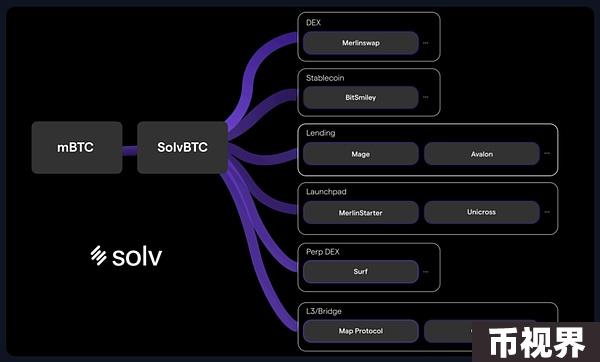 DEX
Merlinswap
...
Stablecoin
BitSmiley
...
mBTC
SolvBTC
Lending
Mage
Avalon
...
Launchpad
MerlinStarter
Unicross
...
solv
Perp DEX
Surf
...
L3/Bridge
Map Protocol
币视界